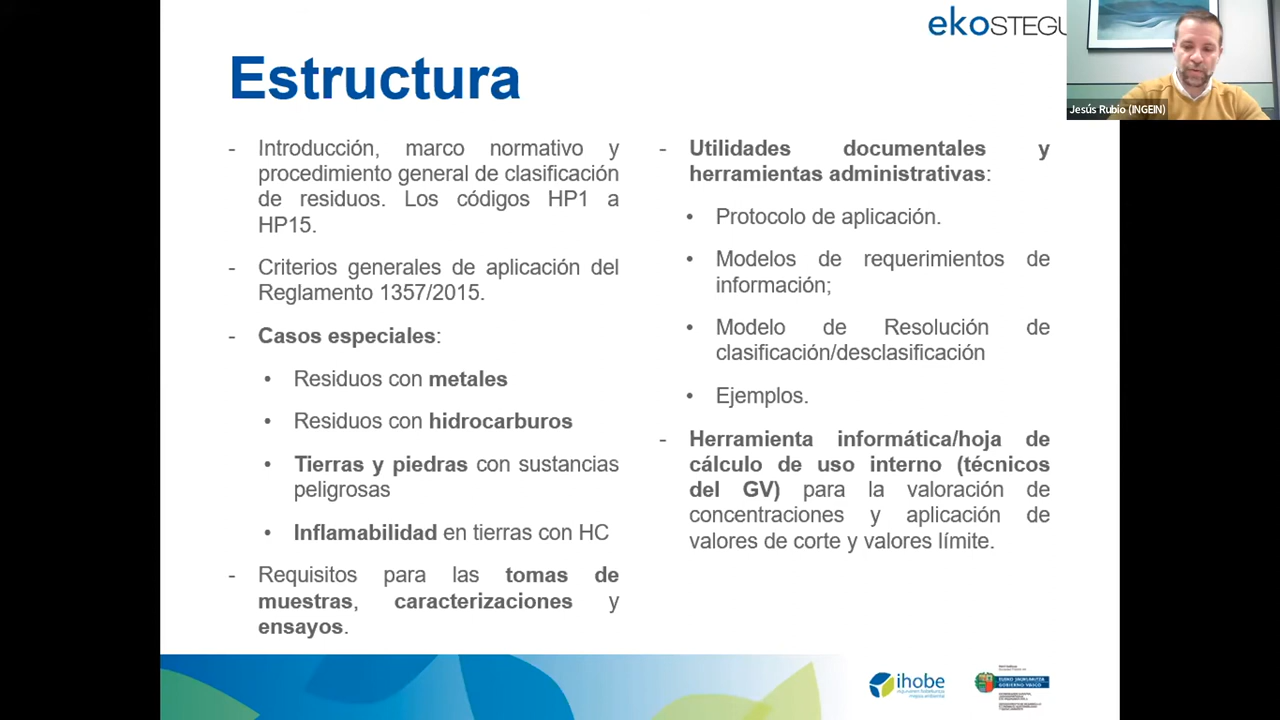 ekoSTEGU
Jesús Rubio (INGEIN)
Estructura
- Introducción, marco normativo y
procedimiento general de clasificación
de residuos. Los códigos HP1 a
HP15.
- Criterios generales de aplicación del
Reglamento 1357/2015.
- Casos especiales:
• Residuos con metales
• Residuos con hidrocarburos
• Tierras y piedras con sustancias
peligrosas
• Inflamabilidad en tierras con HC
- Requisitos para las tomas de
muestras, caracterizaciones y
ensayos.
- Utilidades documentales y
herramientas administrativas:
• Protocolo de aplicación.
• Modelos de requerimientos de
información;
• Modelo de Resolución de
clasificación/desclasificación
• Ejemplos.
- Herramienta informática/hoja de
cálculo de uso interno (técnicos
del GV) para la valoración de
concentraciones y aplicación de
valores de corte y valores límite.
ihobe
EUSKO JAURLARITZA
GOBIERNO VASCO